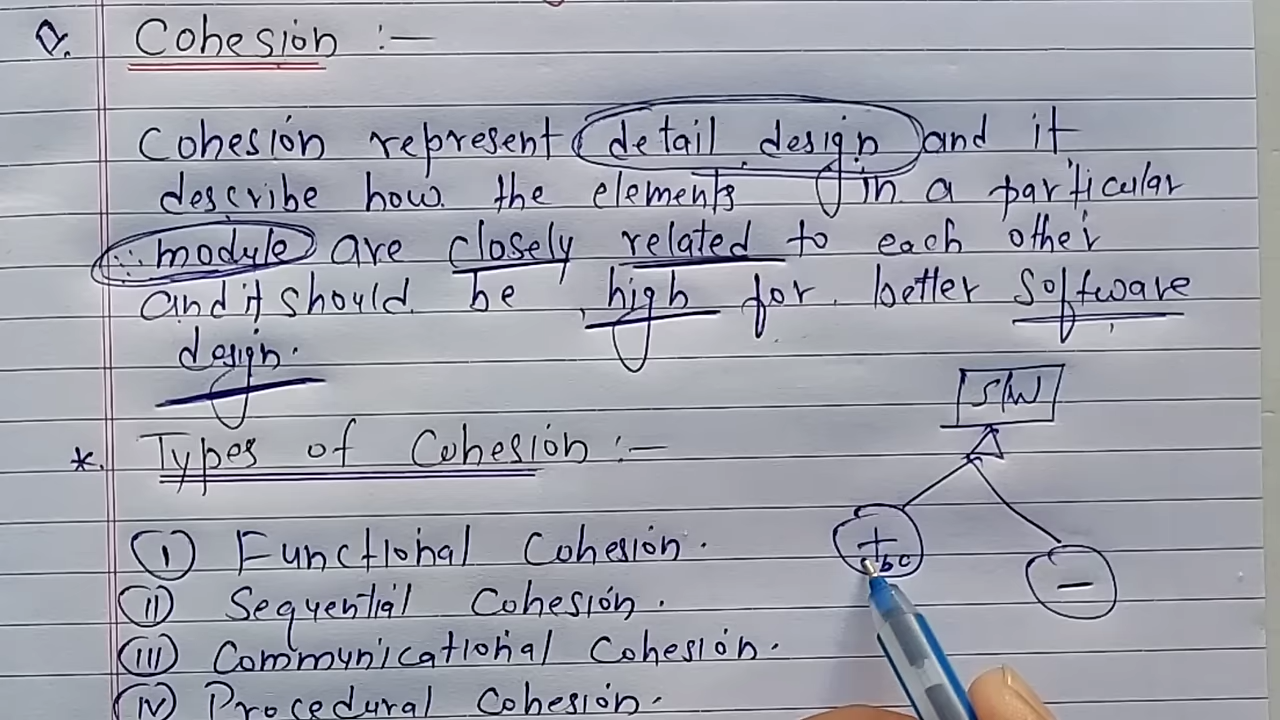 Q. Cohesion :-
Cohesion represent detail design and it
describe how the elements in a particular
module are closely related to each other
and it should be high for better software
design.
S/W
* Types of Cohesion :-
(I) Functional Cohesion.
+
abc
-
(II) Sequential Cohesion.
(III) Communicational Cohesion.
(IV) Procedural Cohesion.